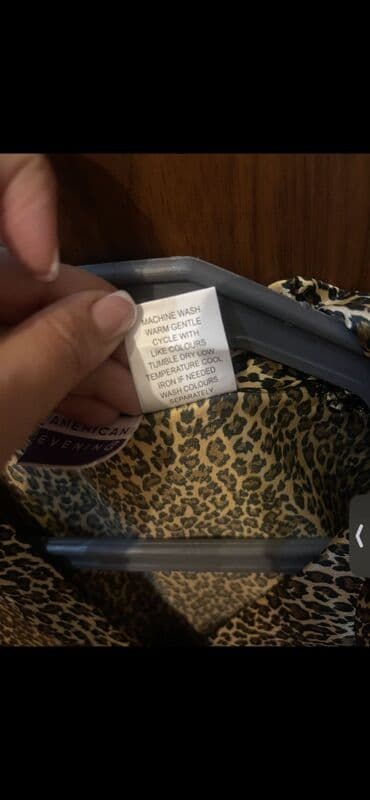 MACHINE WASH
WARM GENTLE
CYCLE WITH
LIKE COLOURS
TUMBLE DRY LOW
TEMPERATURE COOL
IRON IF NEEDED
WASH COLOURS
SEPARATELY
AMERICAN
EVENING